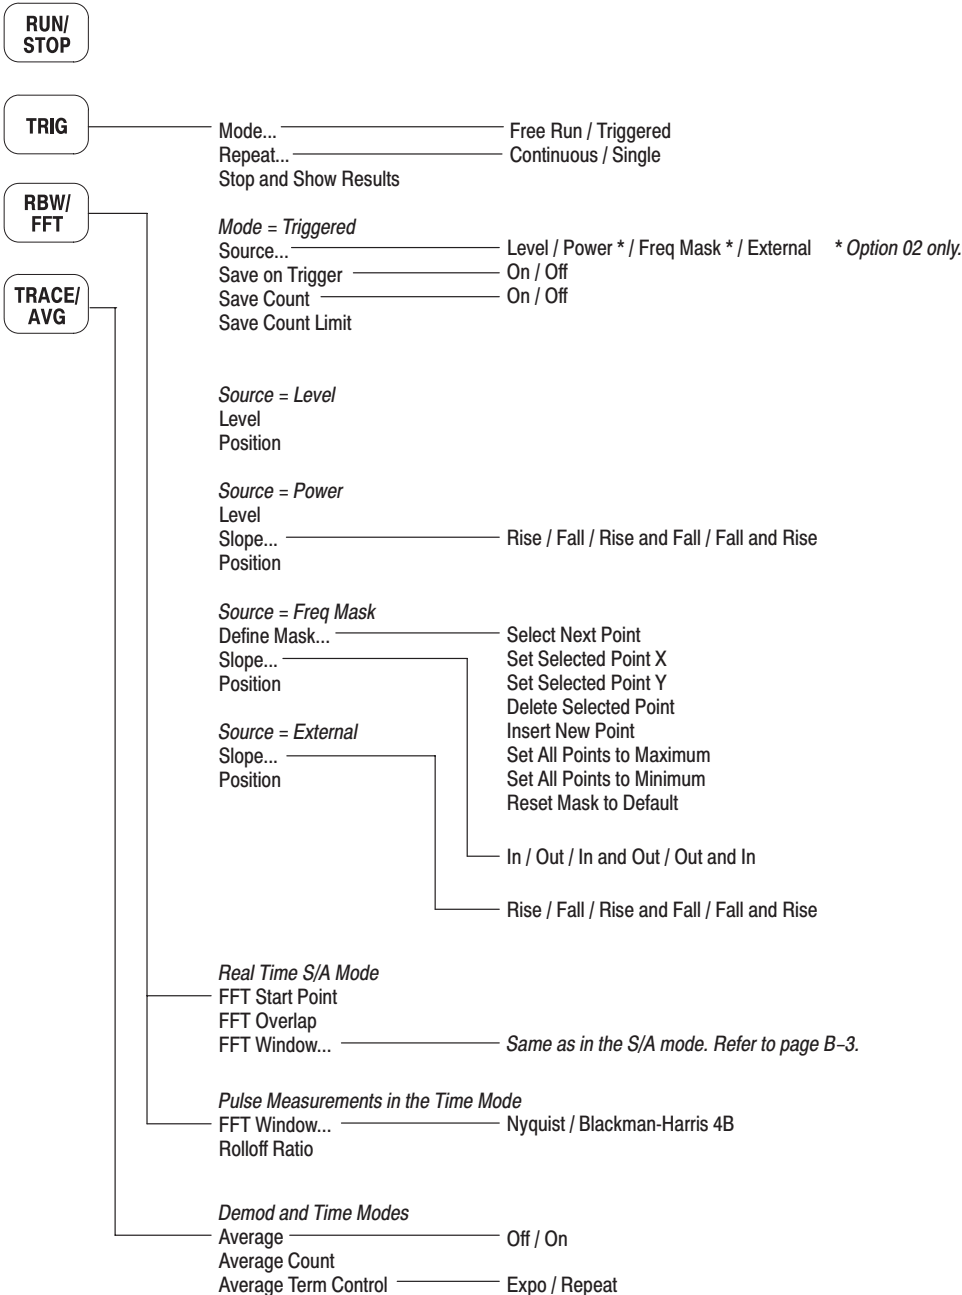 RUN/
STOP
TRIG
Mode...
Free Run / Triggered
Repeat...
Continuous / Single
Stop and Show Results
RBW/
FFT
Mode = Triggered
Source...
Level / Power * / Freq Mask * / External * Option 02 only.
Save on Trigger
On / Off
Save Count
On / Off
Save Count Limit
TRACE/
AVG
Source = Level
Level
Position
Source = Power
Level
Slope...
Rise / Fall / Rise and Fall / Fall and Rise
Position
Source = Freq Mask
Define Mask...
Slope...
Position
Select Next Point
Set Selected Point X
Set Selected Point Y
Delete Selected Point
Insert New Point
Set All Points to Maximum
Set All Points to Minimum
Reset Mask to Default
Source = External
Slope...
Position
In / Out / In and Out / Out and In
Rise / Fall / Rise and Fall / Fall and Rise
Real Time S/A Mode
FFT Start Point
FFT Overlap
FFT Window...
Same as in the S/A mode. Refer to page B–3.
Pulse Measurements in the Time Mode
FFT Window...
Nyquist / Blackman-Harris 4B
Rolloff Ratio
Demod and Time Modes
Average
Off / On
Average Count
Average Term Control
Expo / Repeat